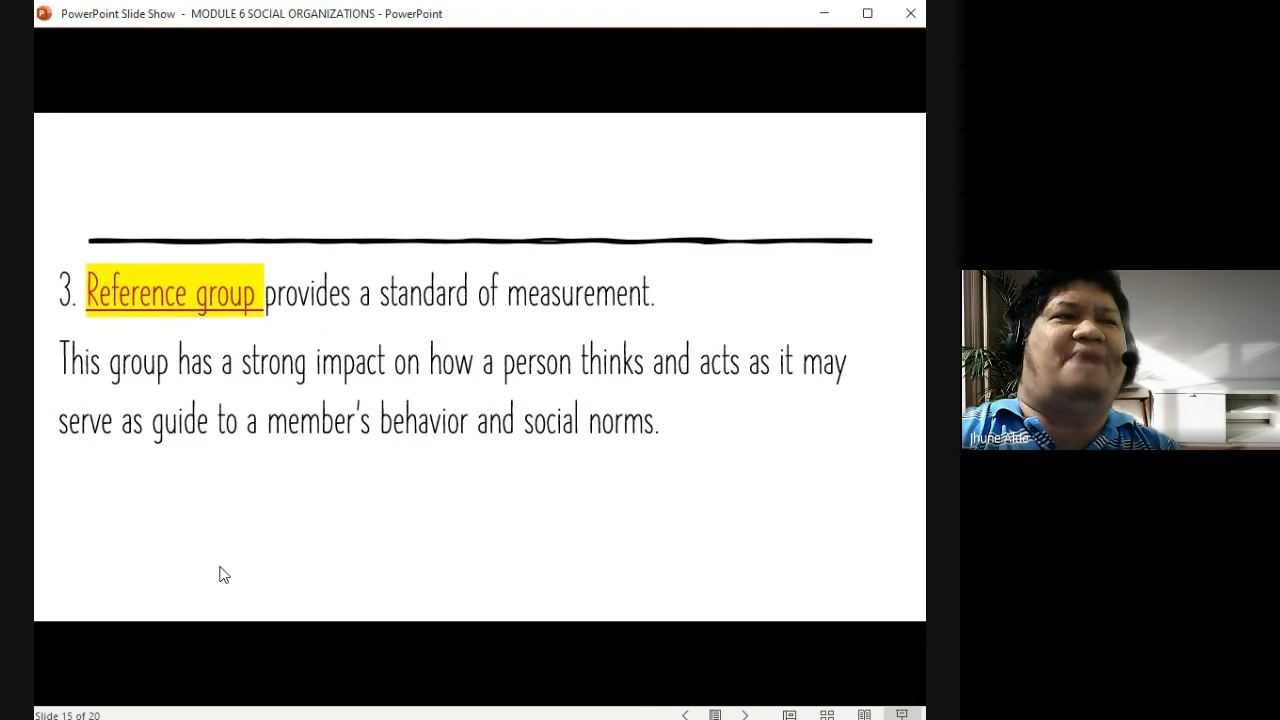 PowerPoint Slide Show - MODULE 6 SOCIAL ORGANIZATIONS - PowerPoint
3. Reference group provides a standard of measurement.
This group has a strong impact on how a person thinks and acts as it may
serve as guide to a member's behavior and social norms.
Jhune Aldo
Slide 15 of 20